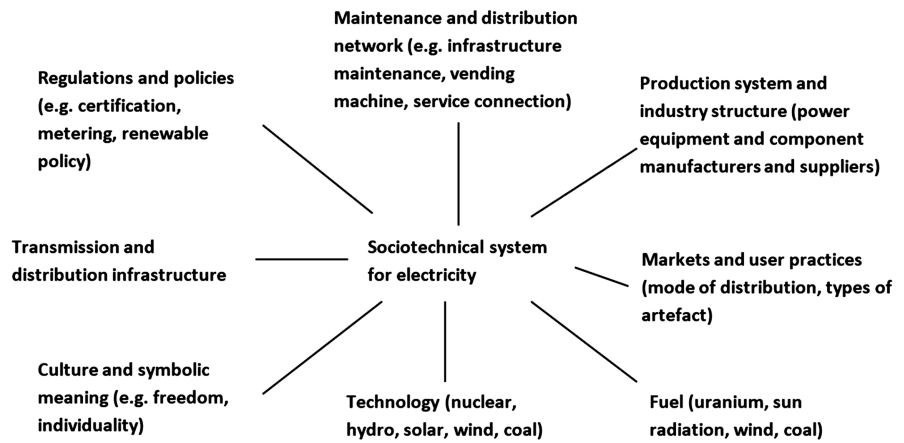 Maintenance and distribution
network (e.g. infrastructure
maintenance, vending
machine, service connection)
Regulations and policies
(e.g. certification,
metering, renewable
policy)
Production system and
industry structure (power
equipment and component
manufacturers and suppliers)
Transmission and
distribution infrastructure
Sociotechnical system
for electricity
Markets and user practices
(mode of distribution, types of
artefact)
Culture and symbolic
meaning (e.g. freedom,
individuality)
Technology (nuclear,
hydro, solar, wind, coal)
Fuel (uranium, sun
radiation, wind, coal)